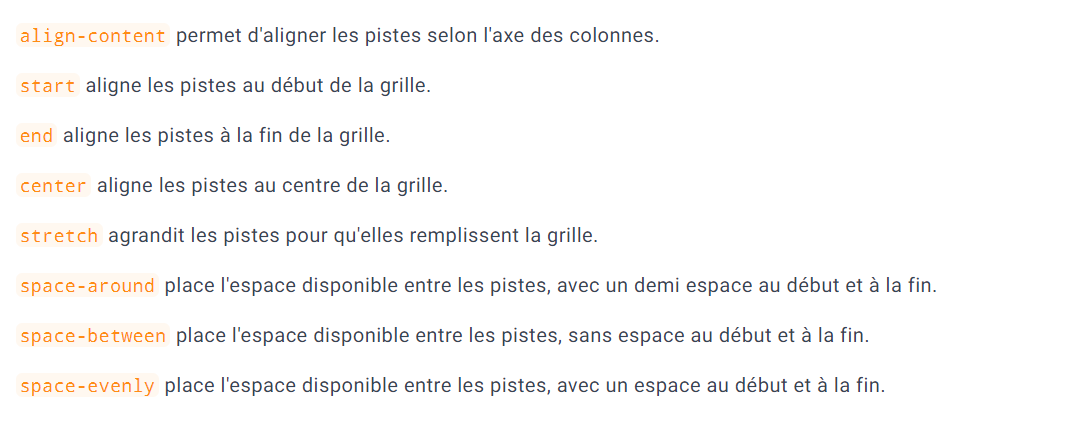 align-content permet d'aligner les pistes selon l'axe des colonnes.
start aligne les pistes au début de la grille.
end aligne les pistes à la fin de la grille.
center aligne les pistes au centre de la grille.
stretch agrandit les pistes pour qu'elles remplissent la grille.
space-around place l'espace disponible entre les pistes, avec un demi espace au début et à la fin.
space-between place l'espace disponible entre les pistes, sans espace au début et à la fin.
space-evenly place l'espace disponible entre les pistes, avec un espace au début et à la fin.